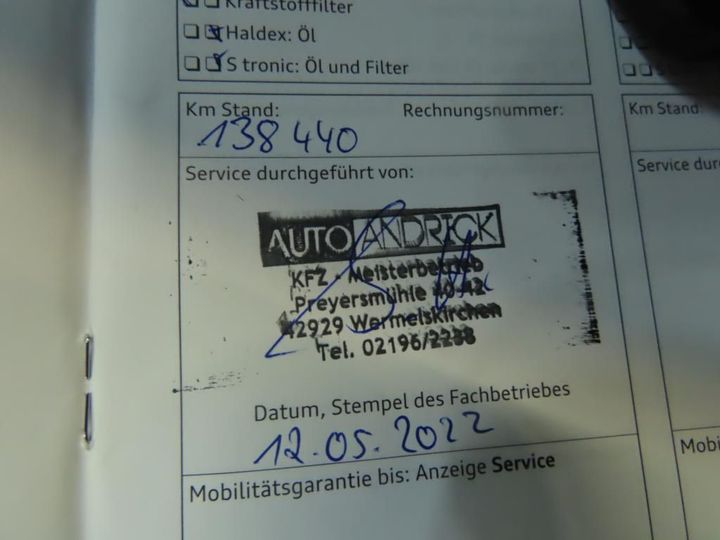 Kraftstofffilter
Haldex: Öl
S tronic: Öl und Filter
Km Stand: Rechnungsnummer:
138 440
Service durchgeführt von:
AUTO ANDRICK
KFZ - Meisterbetrieb
Preyersmühle 40-42
42929 Wermelskirchen
Tel. 02196/2238
Datum, Stempel des Fachbetriebes
12.05.2022
Mobilitätsgarantie bis: Anzeige Service
Km Stand:
Service dur
Mobi